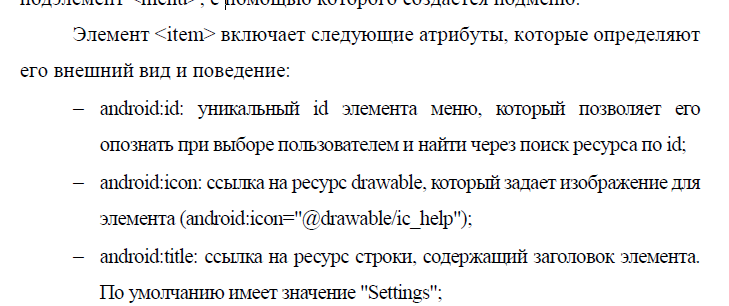 подэлемент <menu>, с помощью которого создается подменю.
Элемент <item> включает следующие атрибуты, которые определяют
его внешний вид и поведение:
– android:id: уникальный id элемента меню, который позволяет его
опознать при выборе пользователем и найти через поиск ресурса по id;
– android:icon: ссылка на ресурс drawable, который задает изображение для
элемента (android:icon="@drawable/ic_help");
– android:title: ссылка на ресурс строки, содержащий заголовок элемента.
По умолчанию имеет значение "Settings";